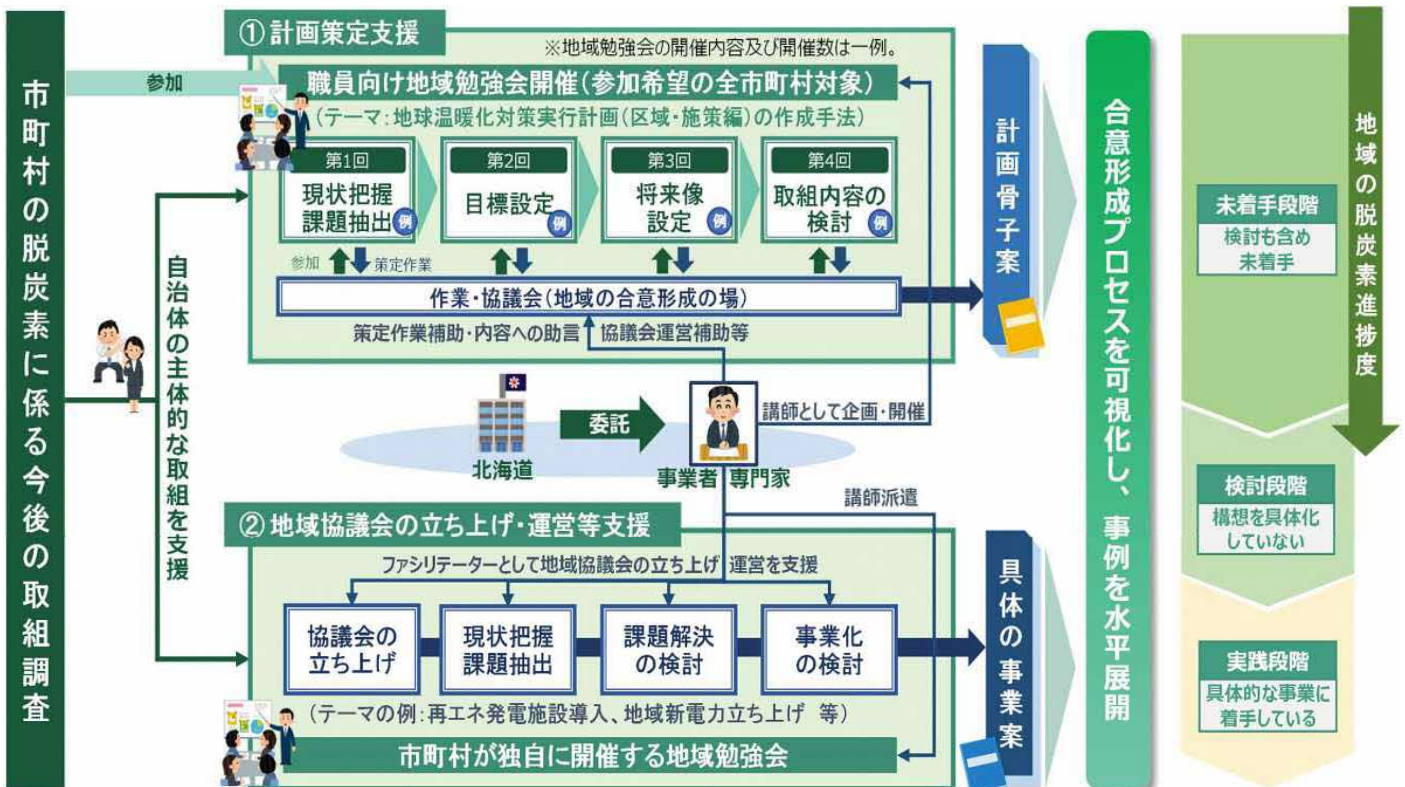 市町村の脱炭素に係る今後の取組調査
参加
自治体の主体的な取組を支援
①計画策定支援
※地域勉強会の開催内容及び開催数は一例。
職員向け地域勉強会開催(参加希望の全市町村対象)
(テーマ:地球温暖化対策実行計画(区域・施策編)の作成手法)
第1回
現状把握
課題抽出
例
第2回
目標設定
例
第3回
将来像
設定
例
第4回
取組内容の
検討
例
参加
策定作業
作業・協議会(地域の合意形成の場)
策定作業補助・内容への助言
協議会運営補助等
北海道
委託
事業者 専門家
講師として企画・開催
講師派遣
②地域協議会の立ち上げ・運営等支援
ファシリテーターとして地域協議会の立ち上げ 運営を支援
協議会の
立ち上げ
現状把握
課題抽出
課題解決
の検討
事業化
の検討
(テーマの例:再エネ発電施設導入、地域新電力立ち上げ 等)
市町村が独自に開催する地域勉強会
計画骨子案
具体の事業案
合意形成プロセスを可視化し、事例を水平展開
地域の脱炭素進捗度
未着手段階
検討も含め
未着手
検討段階
構想を具体化
していない
実践段階
具体的な事業に
着手している